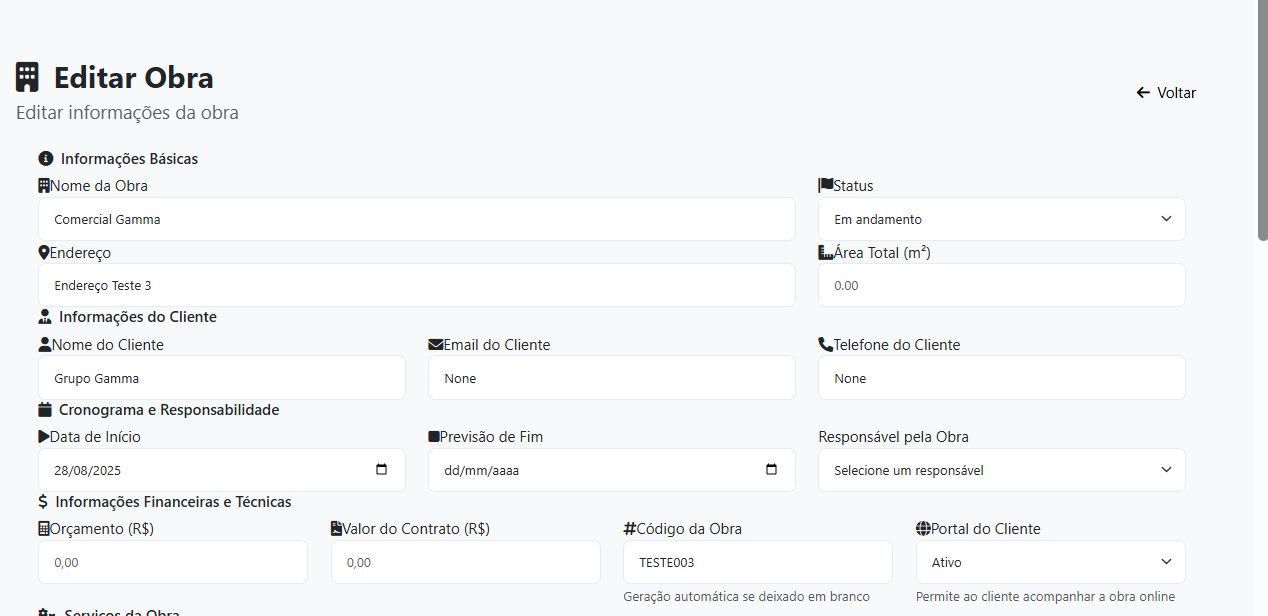 Editar Obra
Editar informações da obra
Voltar
Informações Básicas
Nome da Obra
Status
Comercial Gamma
Em andamento
Endereço
Área Total (m²)
Endereço Teste 3
0.00
Informações do Cliente
Nome do Cliente
Email do Cliente
Telefone do Cliente
Grupo Gamma
None
None
Cronograma e Responsabilidade
Data de Início
Previsão de Fim
Responsável pela Obra
28/08/2025
dd/mm/aaaa
Selecione um responsável
Informações Financeiras e Técnicas
Orçamento (R$)
Valor do Contrato (R$)
Código da Obra
Portal do Cliente
0,00
0,00
TESTE003
Ativo
Geração automática se deixado em branco
Permite ao cliente acompanhar a obra online
Serviços da Obra